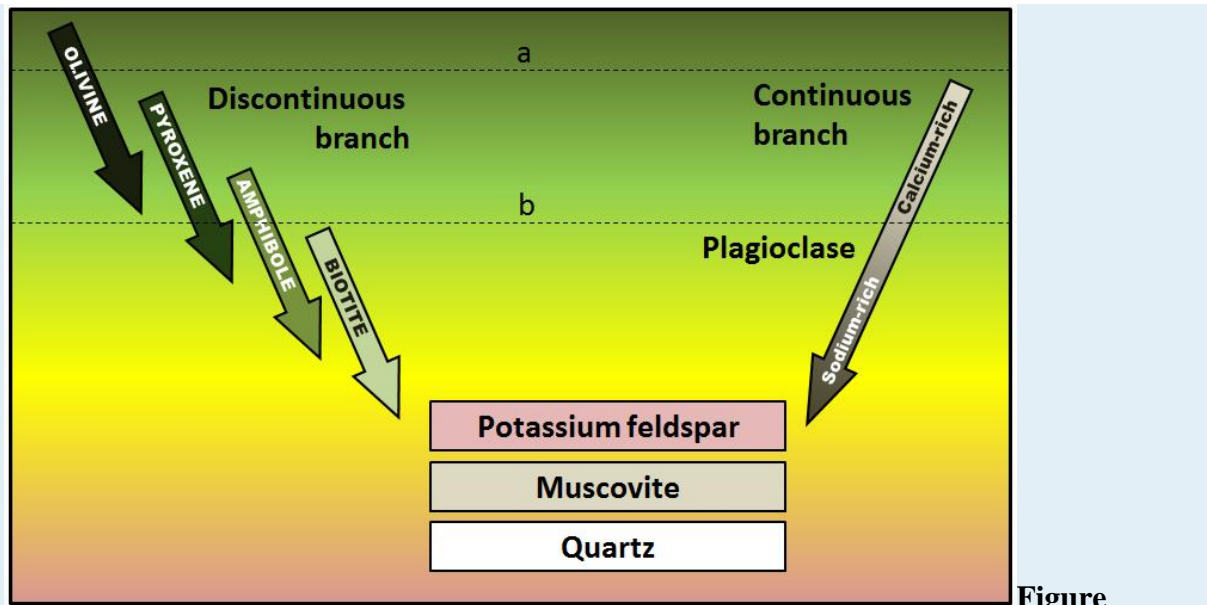 a
OLIVINE
PYROXENE
Discontinuous
branch
Continuous
branch
Calcium-rich
AMPHIBOLE
b
BIOTITE
Plagioclase
Sodium-rich
Potassium feldspar
Muscovite
Quartz
Figure